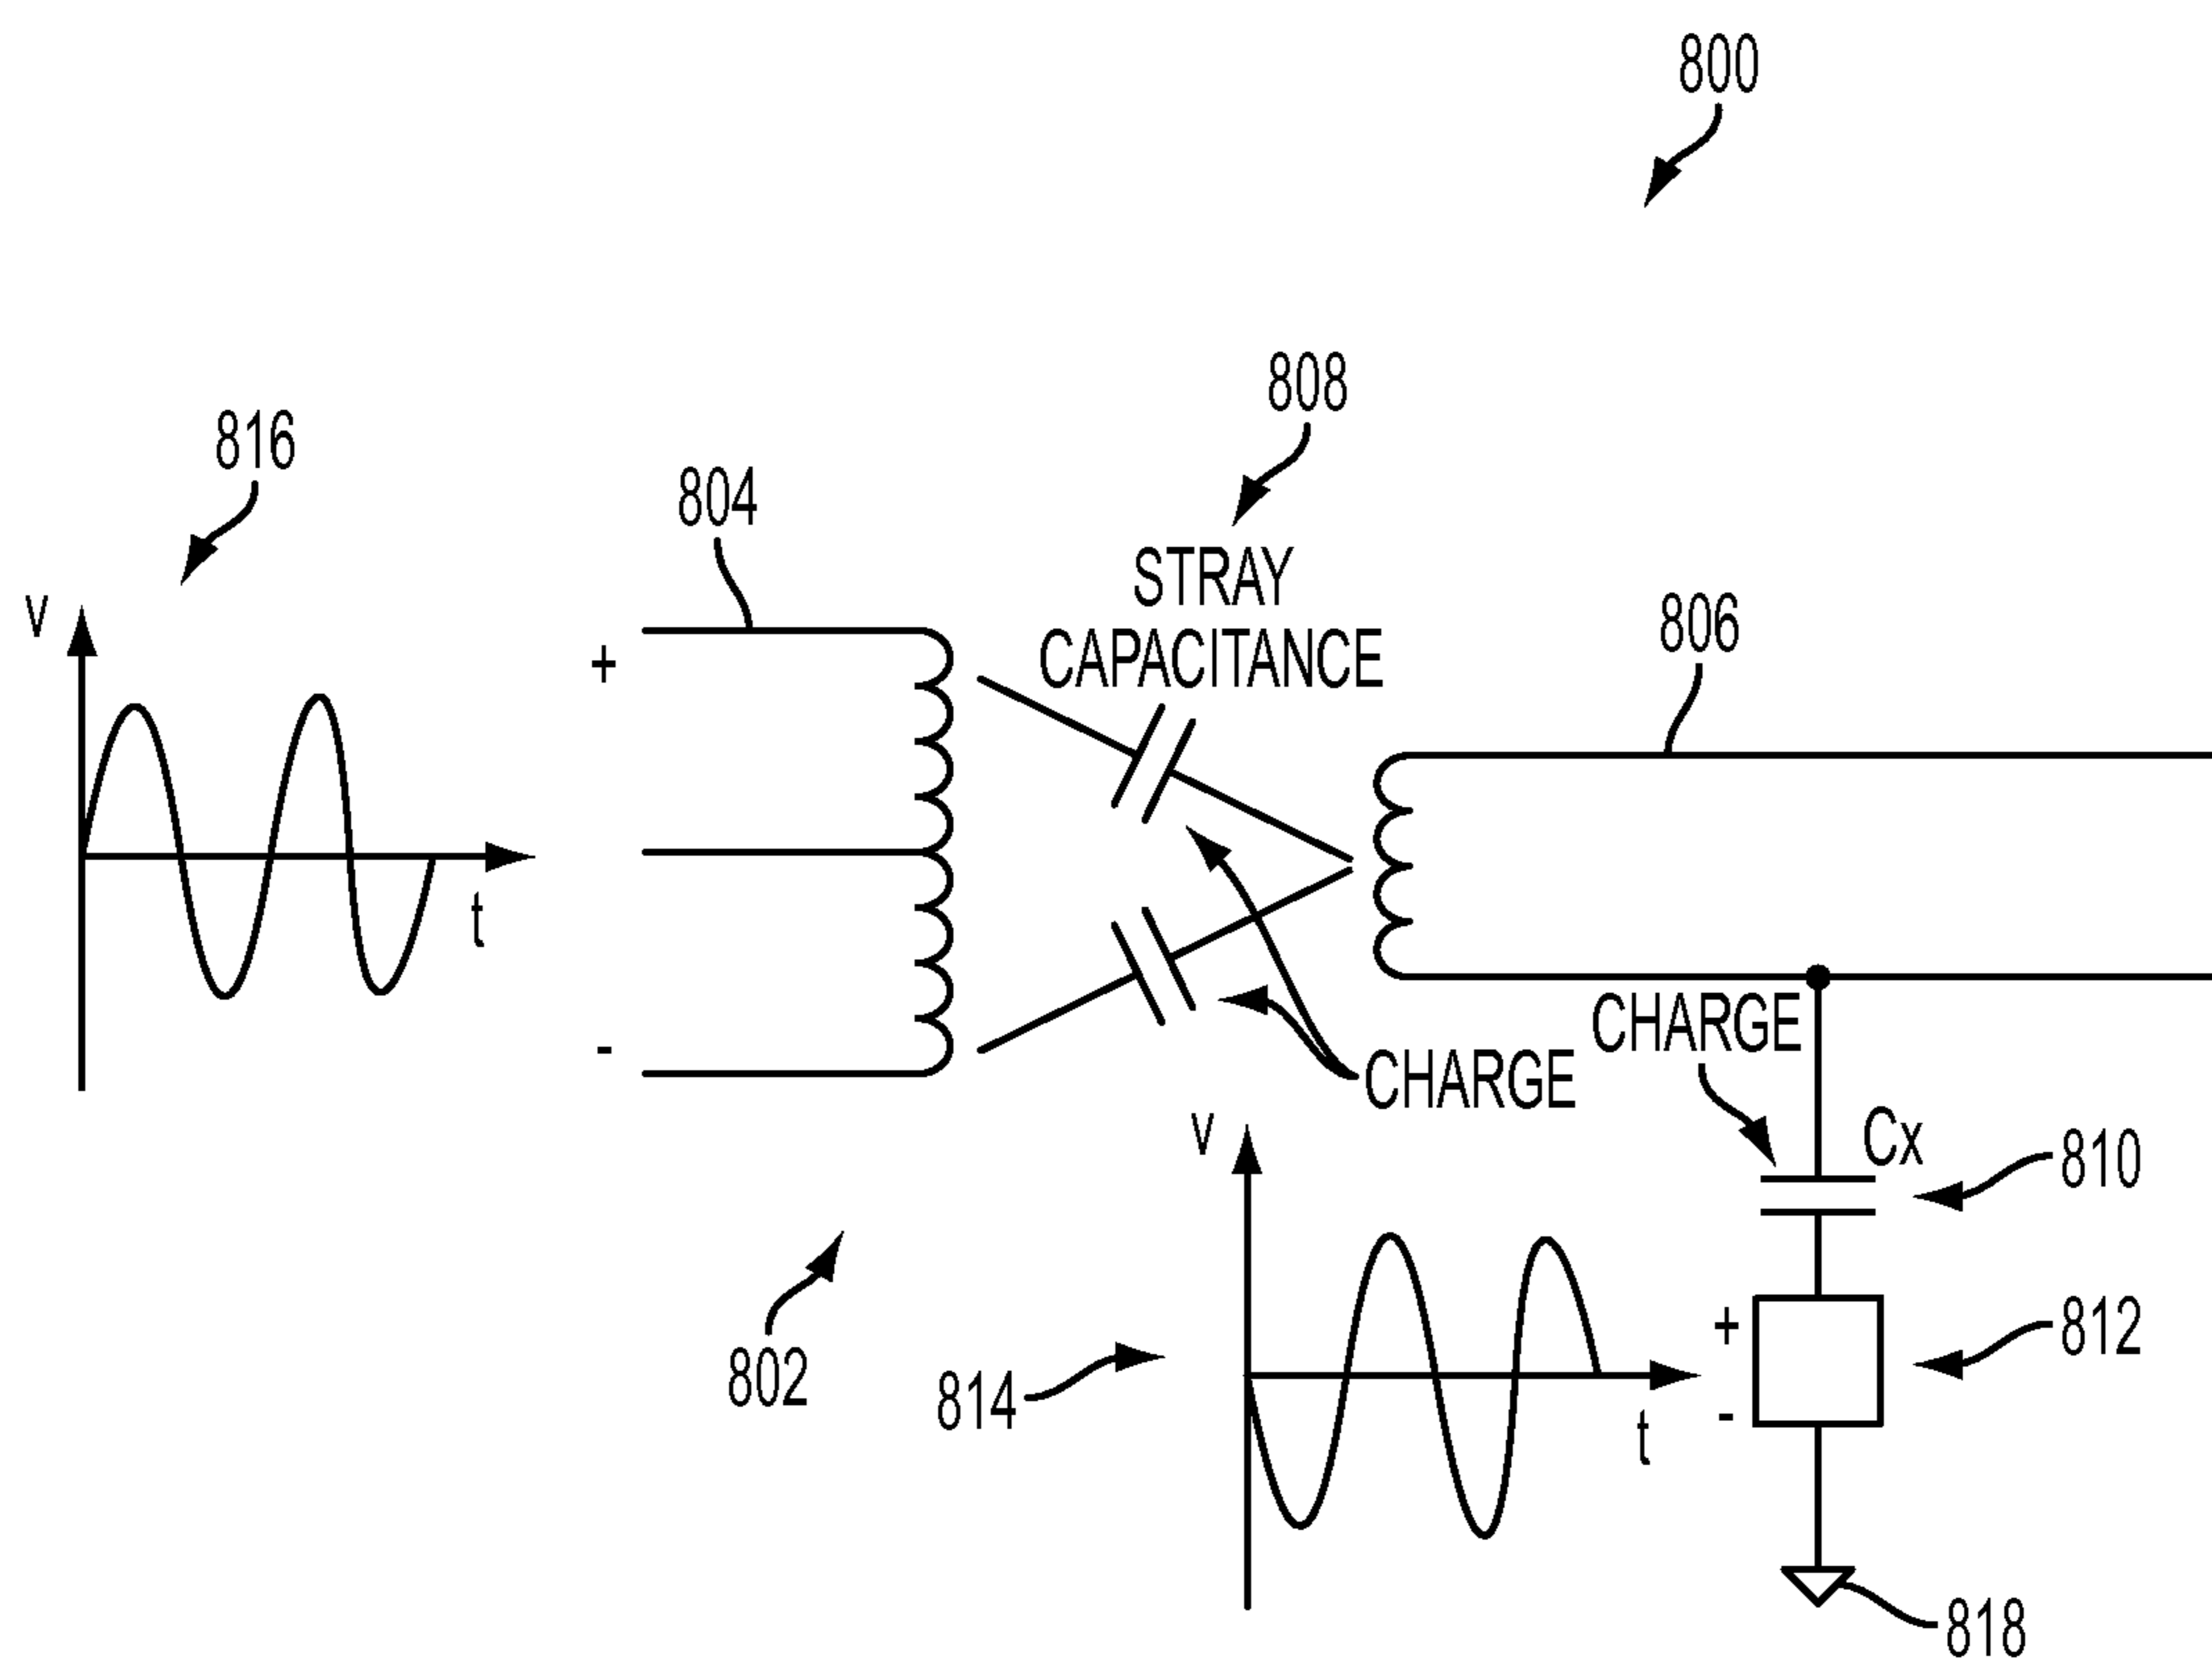 800
808
816
804
STRAY
CAPACITANCE
806
v
+
t
-
CHARGE
CHARGE
v
Cx
810
+
812
802
814
-
t
818